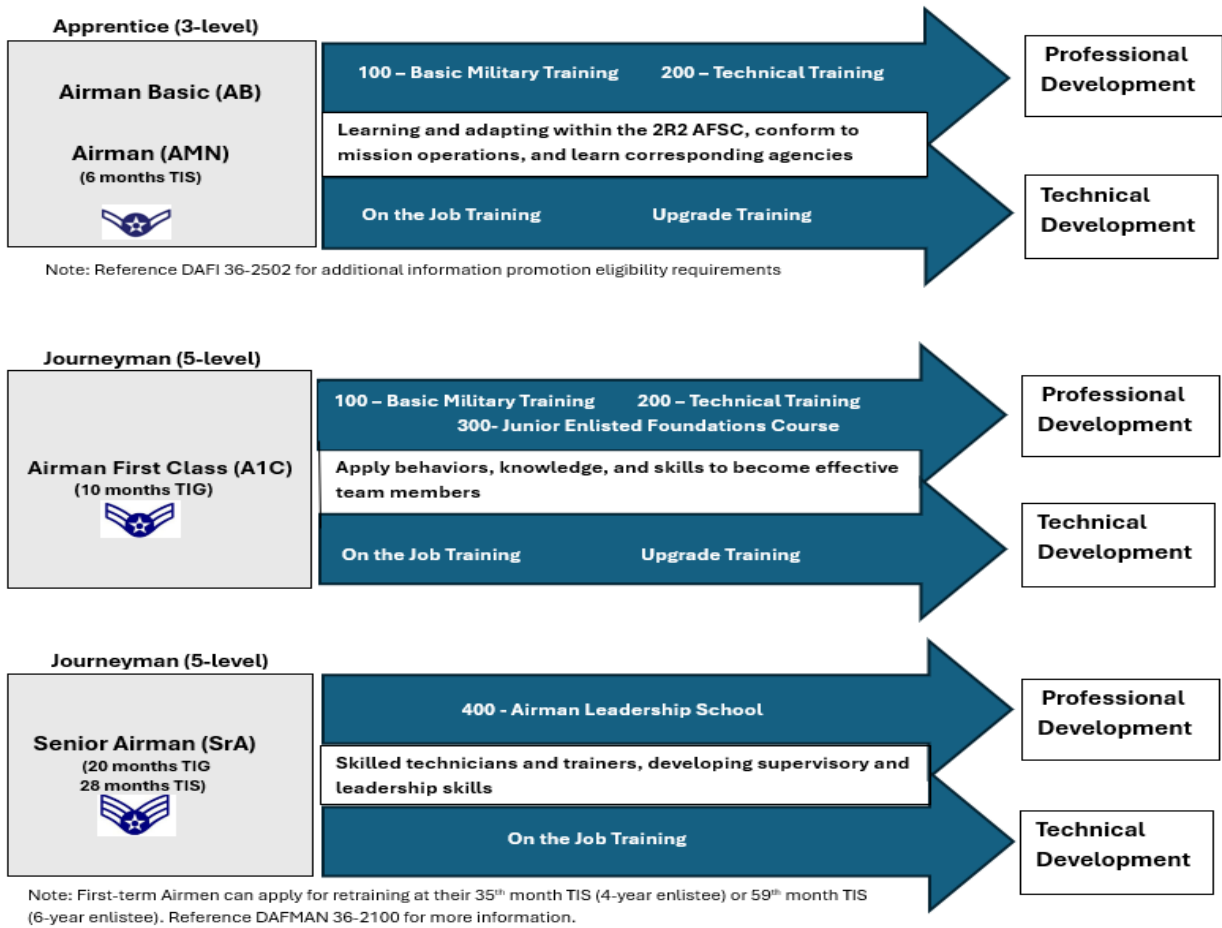 Apprentice (3-level)
Airman Basic (AB)
Airman (AMN)
(6 months TIS)
100 – Basic Military Training 200 – Technical Training
Learning and adapting within the 2R2 AFSC, conform to
mission operations, and learn corresponding agencies
On the Job Training Upgrade Training
Professional
Development
Technical
Development
Note: Reference DAFI 36-2502 for additional information promotion eligibility requirements
Journeyman (5-level)
Airman First Class (A1C)
(10 months TIG)
100 – Basic Military Training 200 – Technical Training
300- Junior Enlisted Foundations Course
Apply behaviors, knowledge, and skills to become effective
team members
On the Job Training Upgrade Training
Professional
Development
Technical
Development
Journeyman (5-level)
Senior Airman (SrA)
(20 months TIG
28 months TIS)
400 - Airman Leadership School
Skilled technicians and trainers, developing supervisory and
leadership skills
On the Job Training
Professional
Development
Technical
Development
Note: First-term Airmen can apply for retraining at their 35th month TIS (4-year enlistee) or 59th month TIS
(6-year enlistee). Reference DAFMAN 36-2100 for more information.